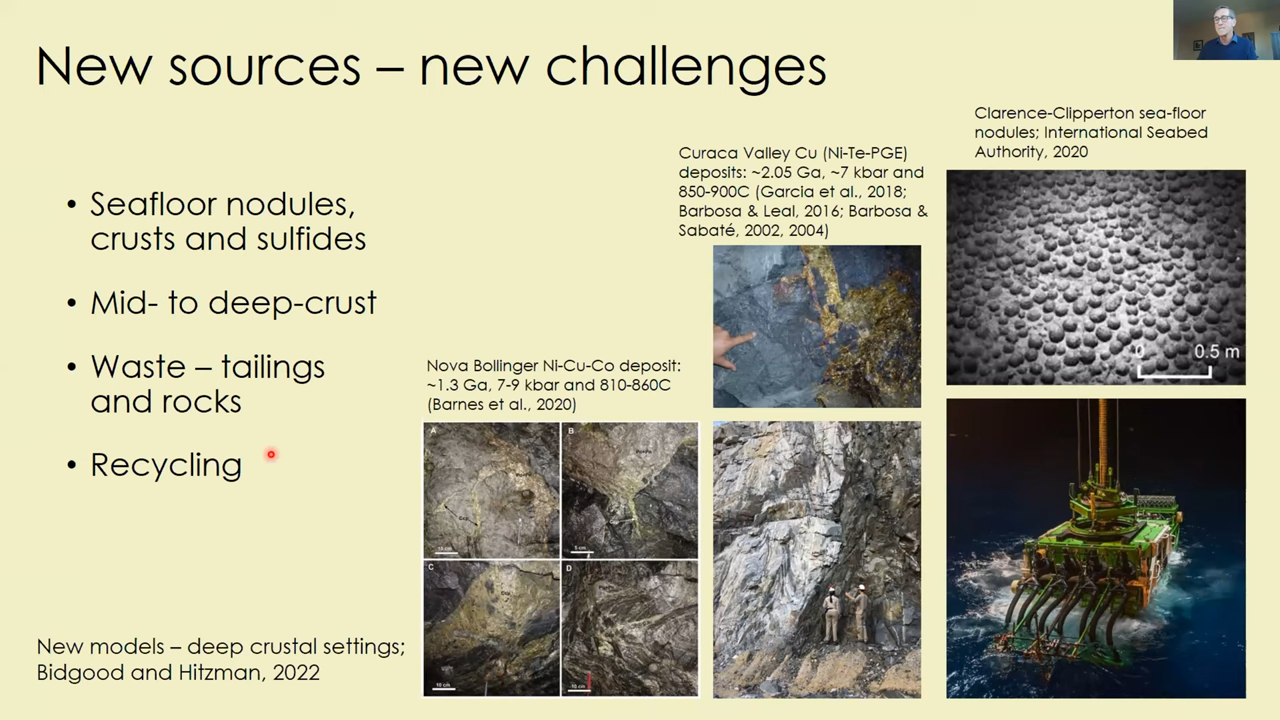 New sources – new challenges
• Seafloor nodules,
crusts and sulfides
• Mid- to deep-crust
• Waste – tailings
and rocks
• Recycling
New models – deep crustal settings;
Bidgood and Hitzman, 2022
Nova Bollinger Ni-Cu-Co deposit:
~1.3 Ga, 7-9 kbar and 810-860C
(Barnes et al., 2020)
A
B
C
D
10 cm
Curaca Valley Cu (Ni-Te-PGE)
deposits: ~2.05 Ga, ~7 kbar and
850-900C (Garcia et al., 2018;
Barbosa & Leal, 2016; Barbosa &
Sabaté, 2002, 2004)
Clarence-Clipperton sea-floor
nodules; International Seabed
Authority, 2020
0 0.5 m